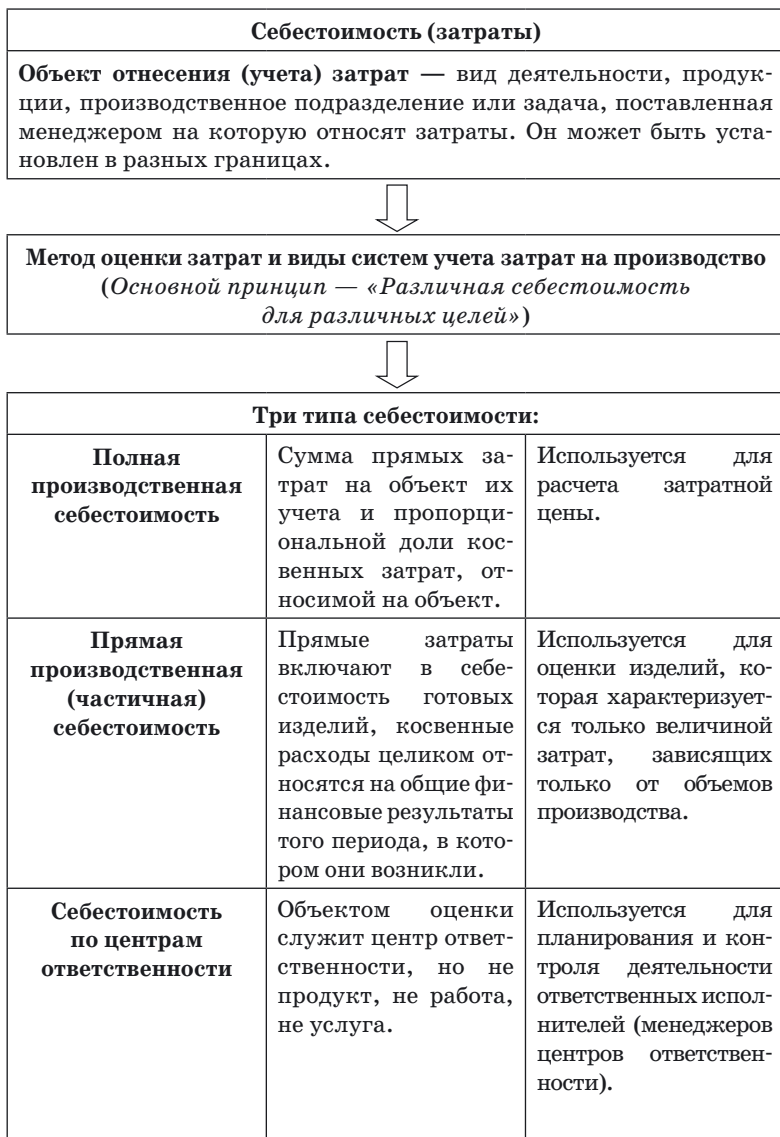 Себестоимость (затраты)
Объект отнесения (учета) затрат — вид деятельности, продук-
ции, производственное подразделение или задача, поставленная
менеджером на которую относят затраты. Он может быть уста-
новлен в разных границах.
Метод оценки затрат и виды систем учета затрат на производство
(Основной принцип — «Различная себестоимость
для различных целей»)
Три типа себестоимости:
Полная
производственная
себестоимость
Сумма прямых за-
трат на объект их
учета и пропорци-
ональной доли кос-
венных затрат, от-
носимой на объект.
Используется для
расчета затратной
цены.
Прямая
производственная
(частичная)
себестоимость
Прямые затраты
включают в себе-
стоимость готовых
изделий, косвенные
расходы целиком от-
носятся на общие фи-
нансовые результаты
того периода, в кото-
ром они возникли.
Используется для
оценки изделий, ко-
торая характеризует-
ся только величиной
затрат, зависящих
только от объемов
производства.
Себестоимость
по центрам
ответственности
Объектом оценки
служит центр ответ-
ственности, но не
продукт, не работа,
не услуга.
Используется для
планирования и кон-
троля деятельности
ответственных испол-
нителей (менеджеров
центров ответствен-
ности).